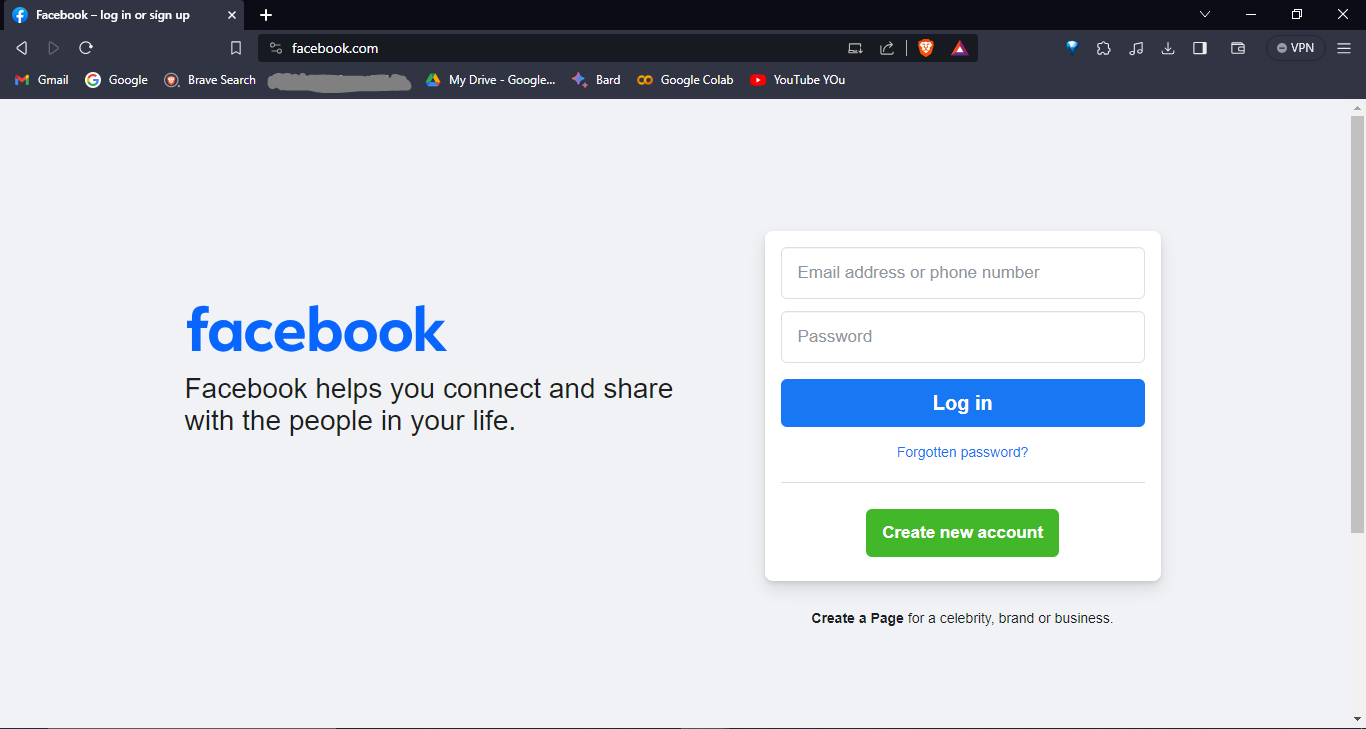 Facebook – log in or sign up
facebook.com
VPN
Gmail
Google
Brave Search
My Drive - Google...
Bard
Google Colab
YouTube YOu
facebook
Facebook helps you connect and share
with the people in your life.
Email address or phone number
Password
Log in
Forgotten password?
Create new account
Create a Page for a celebrity, brand or business.